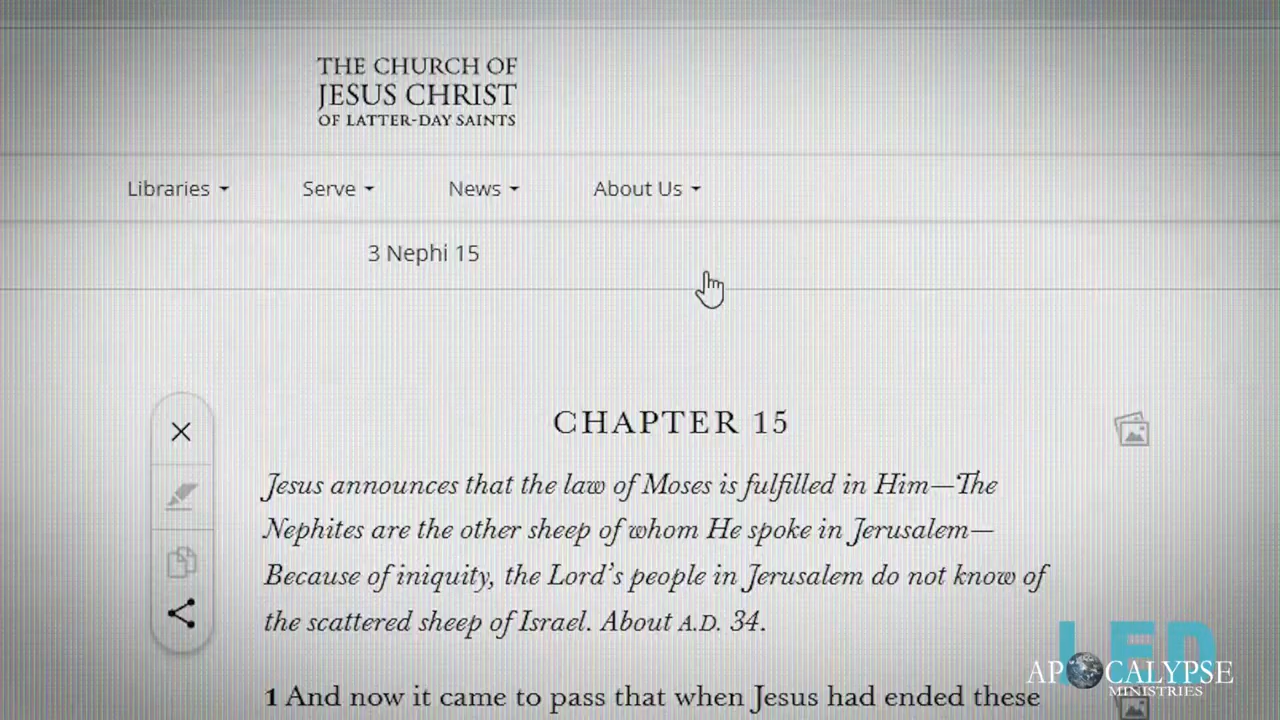 THE CHURCH OF
JESUS CHRIST
OF LATTER-DAY SAINTS
Libraries
Serve
News
About Us
3 Nephi 15
CHAPTER 15
Jesus announces that the law of Moses is fulfilled in Him—The
Nephites are the other sheep of whom He spoke in Jerusalem—
Because of iniquity, the Lord's people in Jerusalem do not know of
the scattered sheep of Israel. About A.D. 34.
1 And now it came to pass that when Jesus had ended these
LED
APOCALYPSE
MINISTRIES